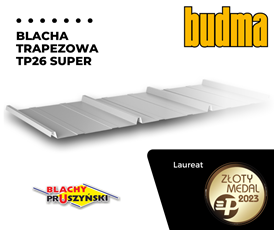 BLACHA
TRAPEZOWA
TP26 SUPER
budma
BLACHY
PRUSZYŃSKI
Laureat
ZŁOTY
MEDAL
2023